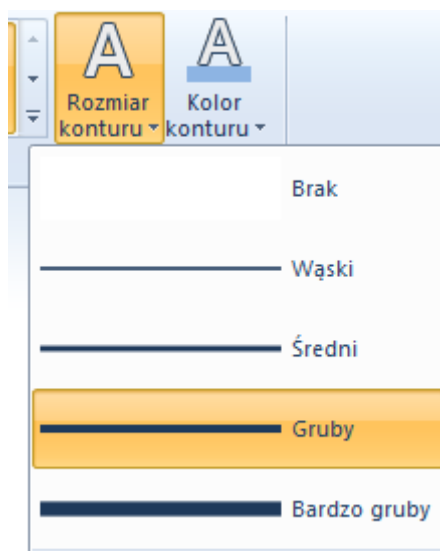 Rozmiar konturu
Kolor konturu
Brak
Wąski
Średni
Gruby
Bardzo gruby